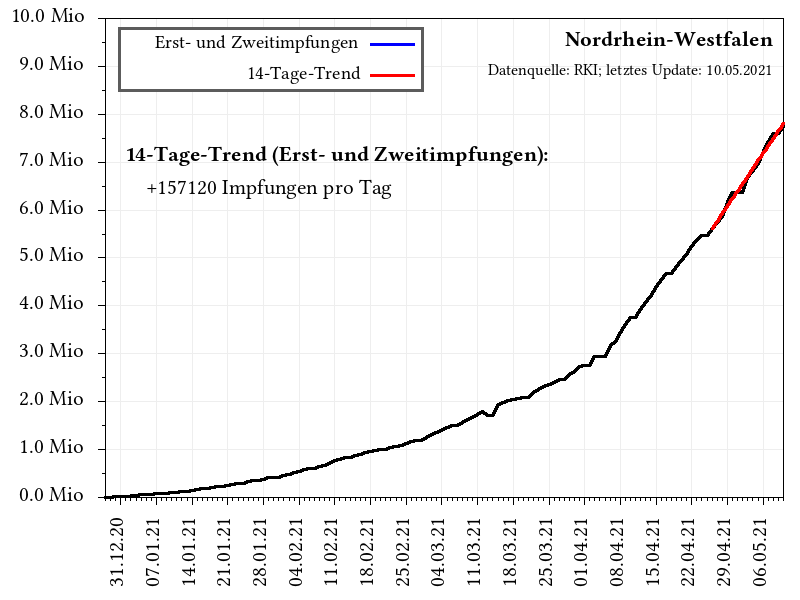 10.0 Mio
9.0 Mio
8.0 Mio
7.0 Mio
6.0 Mio
5.0 Mio
4.0 Mio
3.0 Mio
2.0 Mio
1.0 Mio
0.0 Mio
Erst- und Zweitimpfungen
14-Tage-Trend
Nordrhein-Westfalen
Datenquelle: RKI; letztes Update: 10.05.2021
14-Tage-Trend (Erst- und Zweitimpfungen):
+157120 Impfungen pro Tag
31.12.20
07.01.21
14.01.21
21.01.21
28.01.21
04.02.21
11.02.21
18.02.21
25.02.21
04.03.21
11.03.21
18.03.21
25.03.21
01.04.21
08.04.21
15.04.21
22.04.21
29.04.21
06.05.21